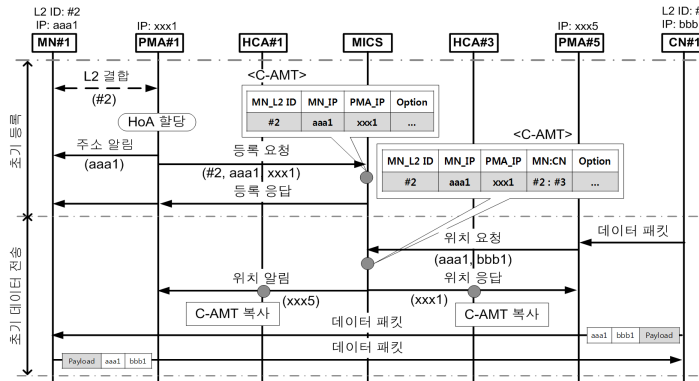 L2 ID: #2
IP: aaa1
IP: xxx1
IP: xxx5
L2 ID: #
IP: bbb
MN#1
PMA#1
HCA#1
MICS
HCA#3
PMA#5
CN#1
초기 등록
L2 결합
(#2)
HoA 할당
주소 알림
(aaa1)
등록 요청
(#2, aaa1, xxx1)
등록 응답
<C-AMT>
MN_L2 ID MN_IP PMA_IP Option
#2 aaa1 xxx1 ...
<C-AMT>
MN_L2 ID MN_IP PMA_IP MN:CN Option
#2 aaa1 xxx1 #2 : #3 ...
초기 데이터 전송
데이터 패킷
위치 요청
(aaa1, bbb1)
위치 알림
(xxx5)
위치 응답
(xxx1)
C-AMT 복사
C-AMT 복사
데이터 패킷
aaa1 bbb1 Payload
데이터 패킷
Payload aaa1 bbb1